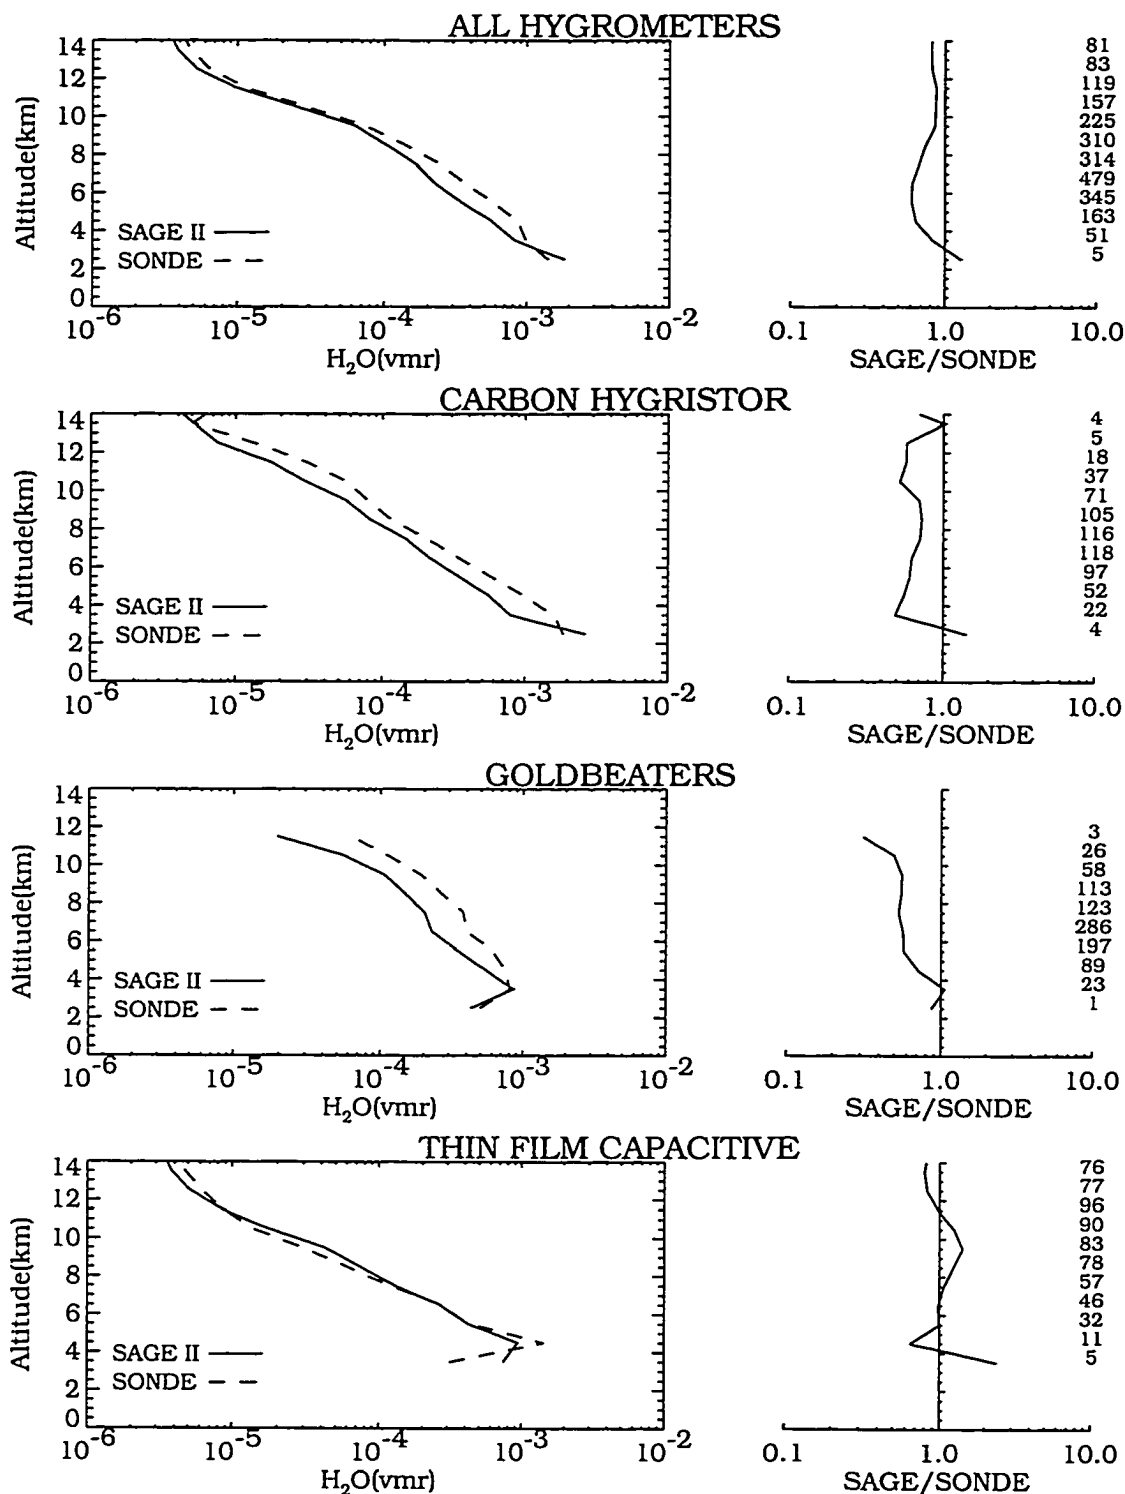 ALL HYGROMETERS
14
12
10
8
6
4
2
0
Altitude(km)
SAGE II
SONDE
10-6 10-5 10-4 10-3 10-2
H2O(vmr)
0.1 1.0 10.0
SAGE/SONDE
81
83
119
157
225
310
314
479
345
163
51
5
CARBON HYGRISTOR
14
12
10
8
6
4
2
0
Altitude(km)
SAGE II
SONDE
10-6 10-5 10-4 10-3 10-2
H2O(vmr)
0.1 1.0 10.0
SAGE/SONDE
4
5
18
37
71
105
116
118
97
52
22
4
GOLDBEATERS
14
12
10
8
6
4
2
0
Altitude(km)
SAGE II
SONDE
10-6 10-5 10-4 10-3 10-2
H2O(vmr)
0.1 1.0 10.0
SAGE/SONDE
3
26
58
113
123
286
197
89
23
1
THIN FILM CAPACITIVE
14
12
10
8
6
4
2
0
Altitude(km)
SAGE II
SONDE
10-6 10-5 10-4 10-3 10-2
H2O(vmr)
0.1 1.0 10.0
SAGE/SONDE
76
77
96
90
83
78
57
46
32
11
5